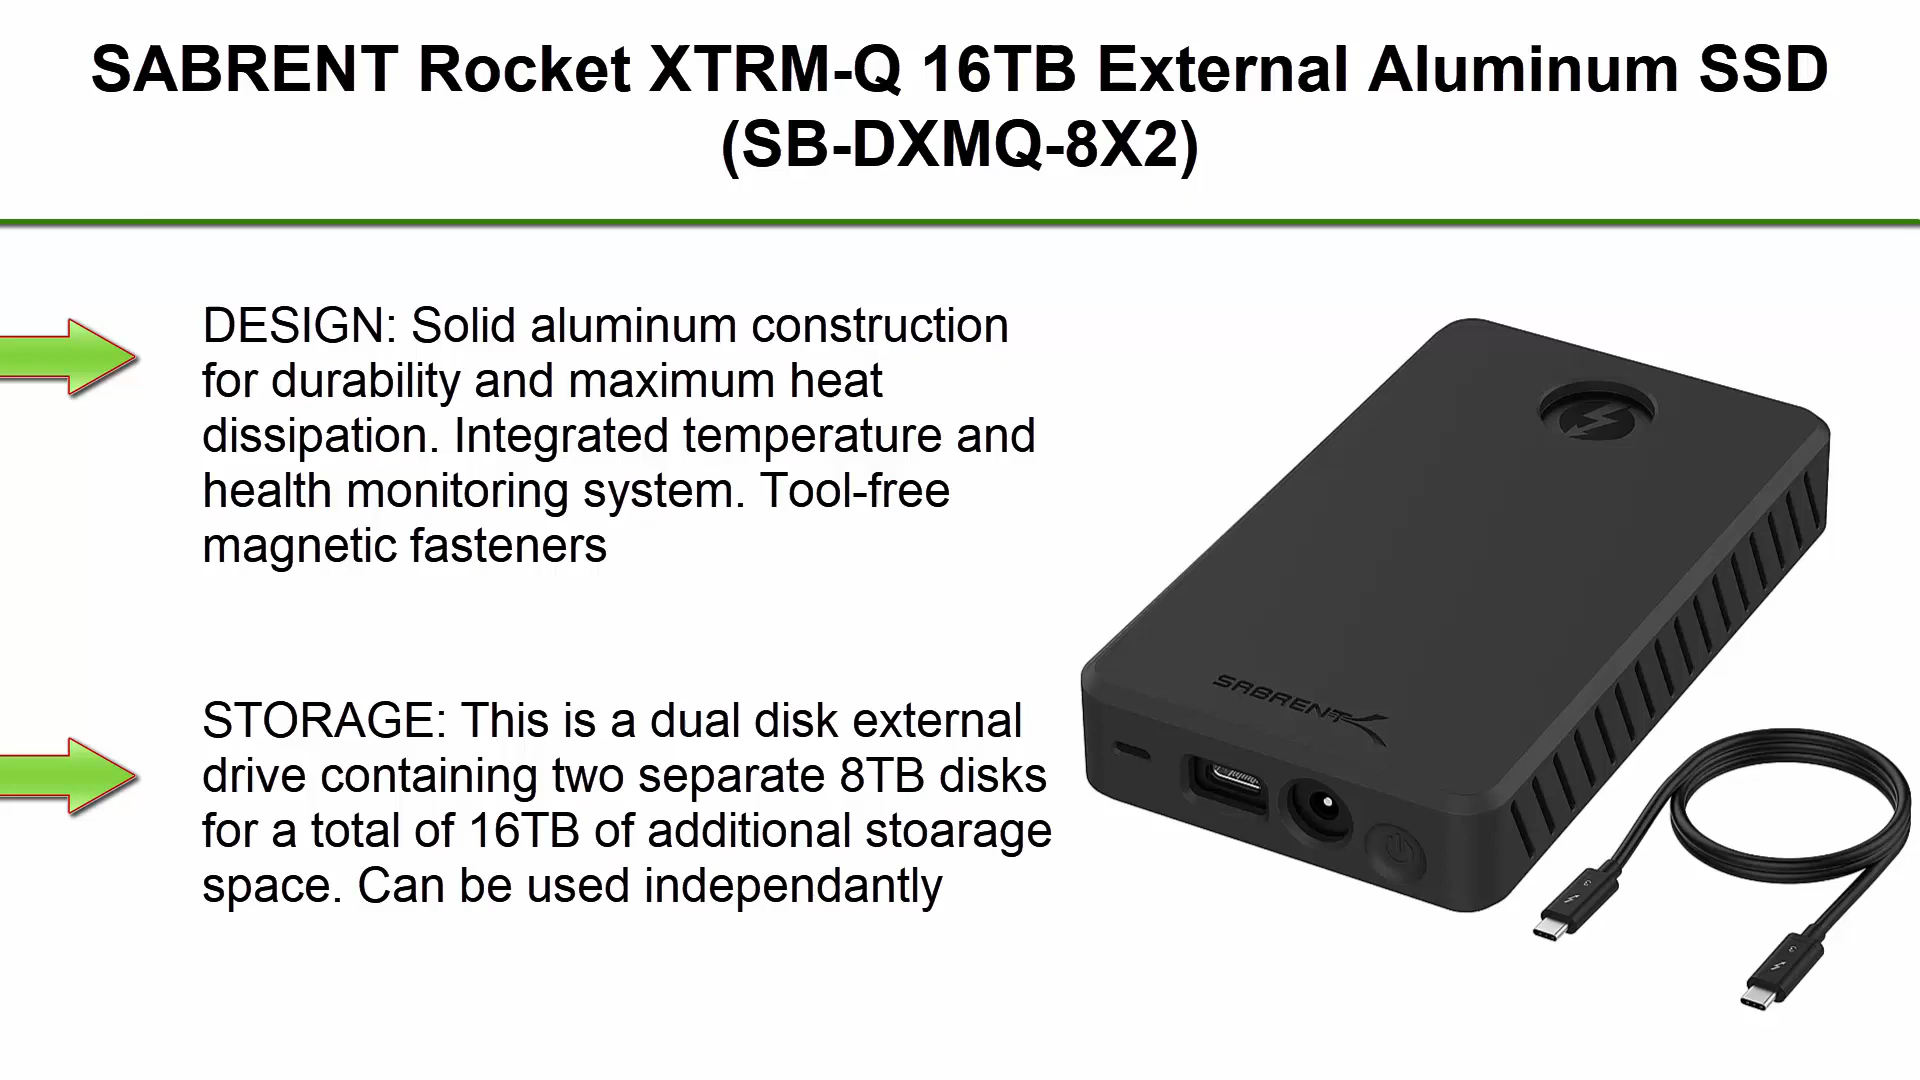 SABRENT Rocket XTRM-Q 16TB External Aluminum SSD
(SB-DXMQ-8X2)
DESIGN: Solid aluminum construction
for durability and maximum heat
dissipation. Integrated temperature and
health monitoring system. Tool-free
magnetic fasteners
STORAGE: This is a dual disk external
drive containing two separate 8TB disks
for a total of 16TB of additional stoarage
space. Can be used independantly
SABRENT
3
3